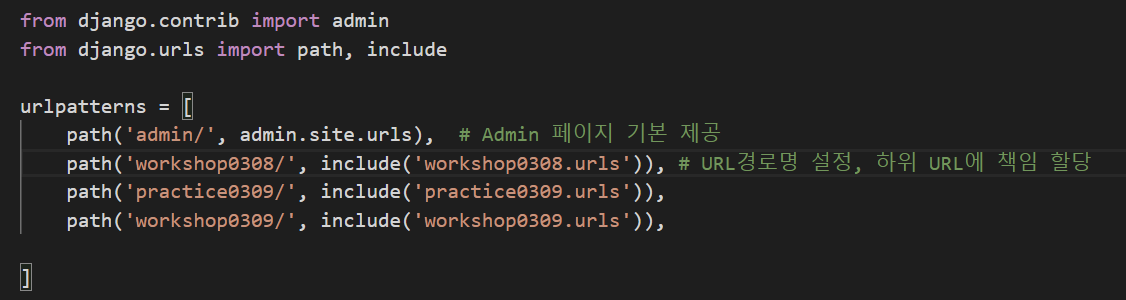 from django.contrib import admin
from django.urls import path, include
urlpatterns = [
path('admin/', admin.site.urls),  # Admin 페이지 기본 제공
path('workshop0308/', include('workshop0308.urls')), # URL경로명 설정, 하위 URL에 책임 할당
path('practice0309/', include('practice0309.urls')),
path('workshop0309/', include('workshop0309.urls')),
]